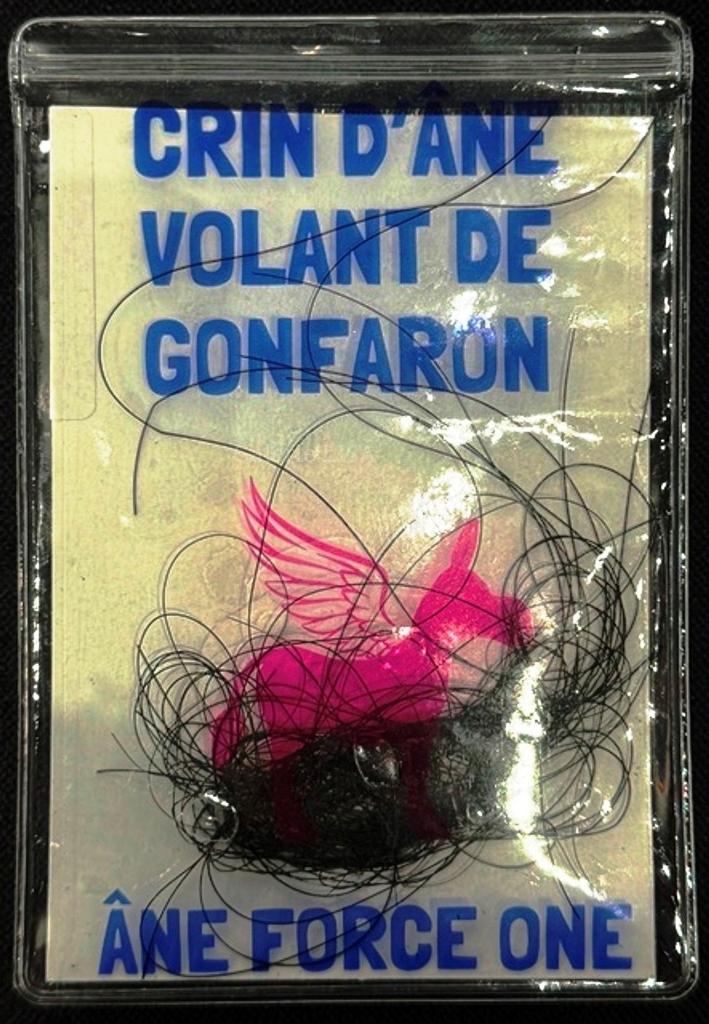 CRIN D'ÂNE
VOLANT DE
GONFARON
ÂNE FORCE ONE